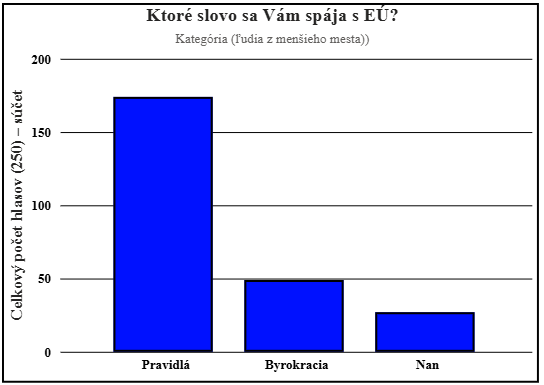 Ktoré slovo sa Vám spája s EÚ?
Kategória (ľudia z menšieho mesta))
Celkový počet hlasov (250) – súčet
200
150
100
50
0
Pravidlá
Byrokracia
Nan